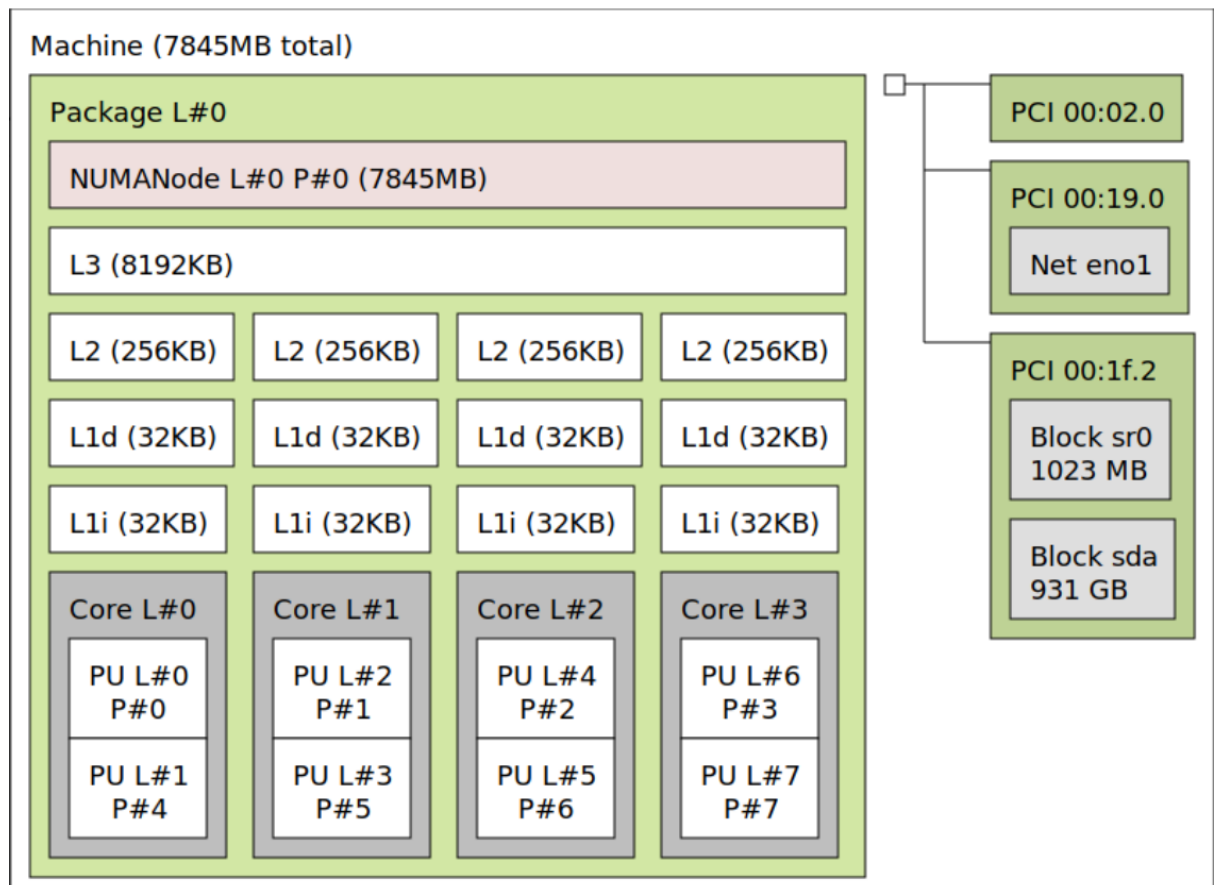 Machine (7845MB total)
Package L#0
NUMANode L#0 P#0 (7845MB)
L3 (8192KB)
L2 (256KB)
L2 (256KB)
L2 (256KB)
L2 (256KB)
L1d (32KB)
L1d (32KB)
L1d (32KB)
L1d (32KB)
L1i (32KB)
L1i (32KB)
L1i (32KB)
L1i (32KB)
Core L#0
PU L#0
P#0
PU L#1
P#4
Core L#1
PU L#2
P#1
PU L#3
P#5
Core L#2
PU L#4
P#2
PU L#5
P#6
Core L#3
PU L#6
P#3
PU L#7
P#7
PCI 00:02.0
PCI 00:19.0
Net eno1
PCI 00:1f.2
Block sr0
1023 MB
Block sda
931 GB